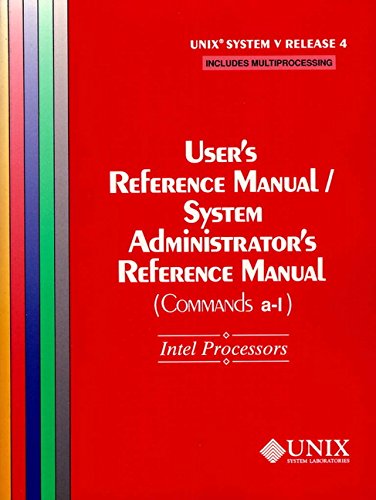 UNIX® SYSTEM V RELEASE 4
INCLUDES MULTIPROCESSING
USER'S
REFERENCE MANUAL /
SYSTEM
ADMINISTRATOR'S
REFERENCE MANUAL
(COMMANDS a-l)
Intel Processors
UNIX
SYSTEM LABORATORIES